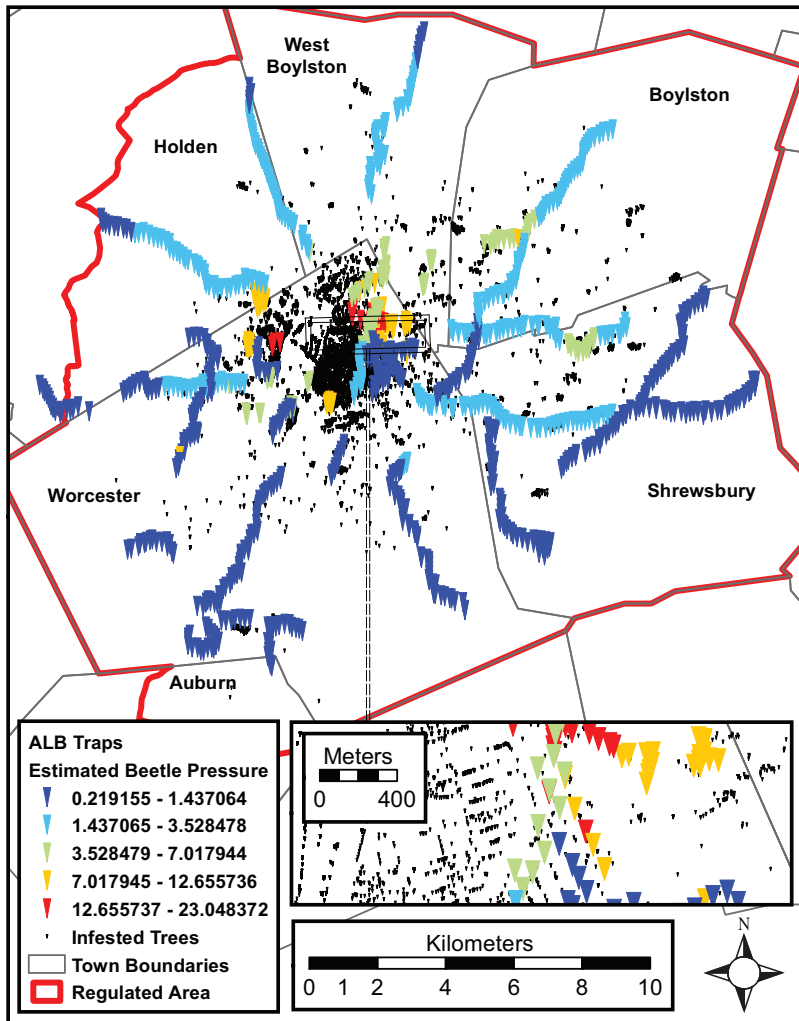 West
Boylston
Boylston
Holden
Worcester
Shrewsbury
Auburn
ALB Traps
Estimated Beetle Pressure
0.219155 - 1.437064
1.437065 - 3.528478
3.528479 - 7.017944
7.017945 - 12.655736
12.655737 - 23.048372
Infested Trees
Town Boundaries
Regulated Area
Meters
0 400
Kilometers
0 1 2 4 6 8 10
N